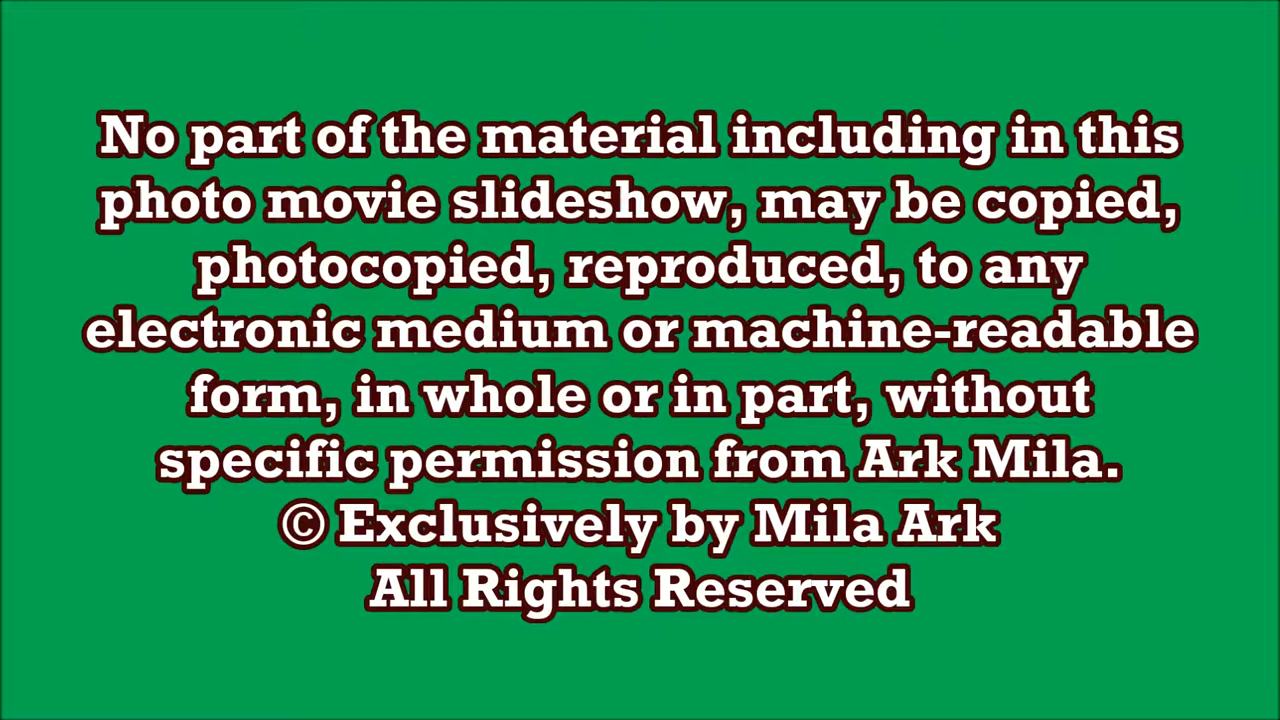 No part of the material including in this
photo movie slideshow, may be copied,
photocopied, reproduced, to any
electronic medium or machine-readable
form, in whole or in part, without
specific permission from Ark Mila.
© Exclusively by Mila Ark
All Rights Reserved